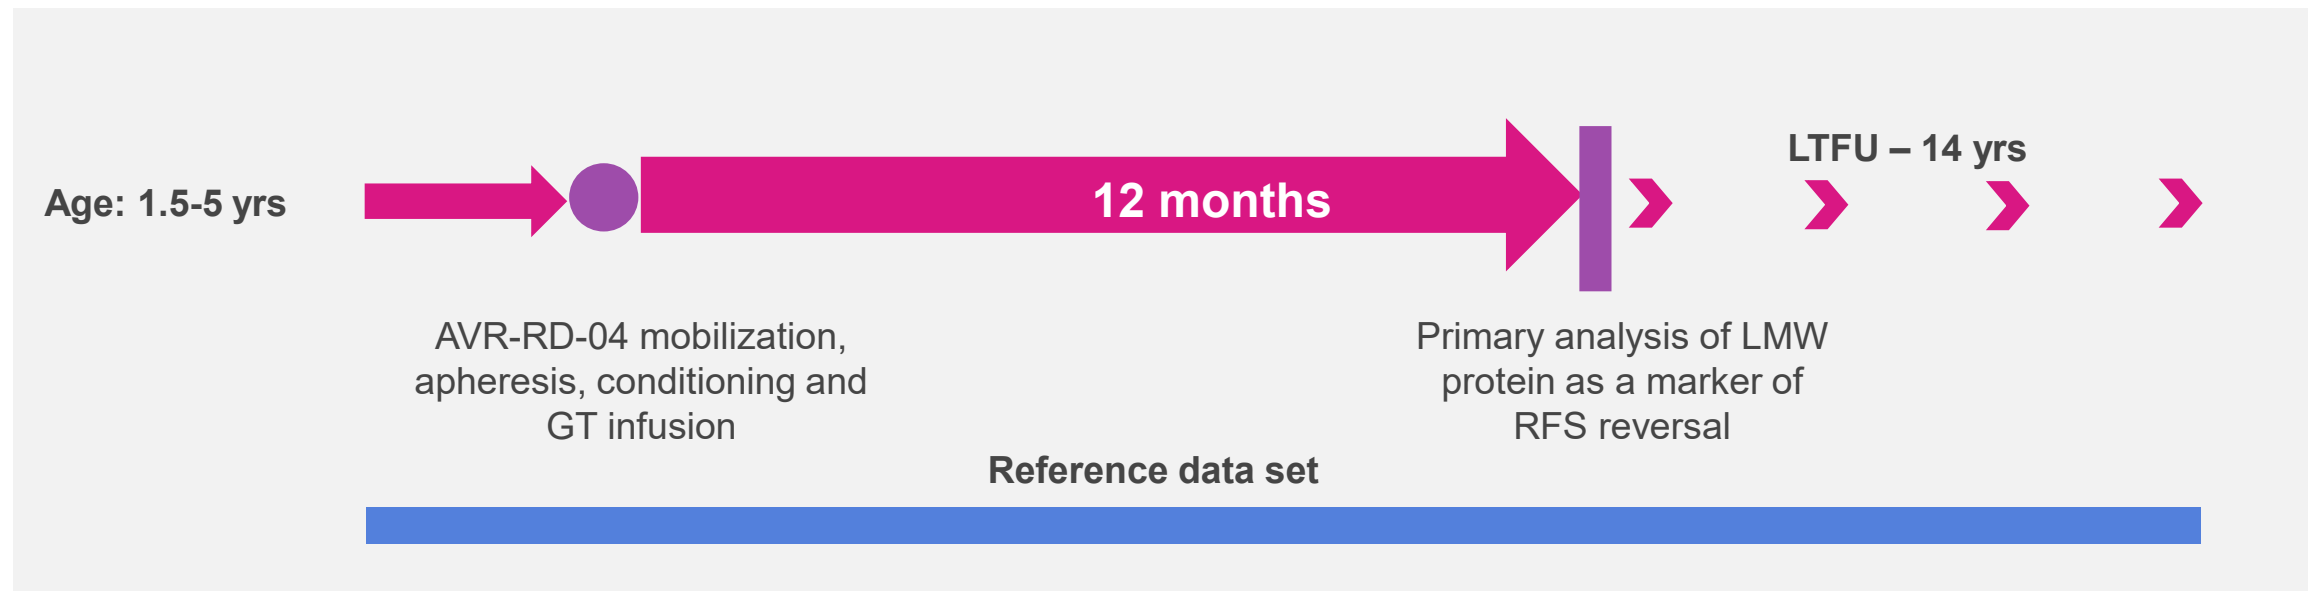 LTFU – 14 yrs
Age: 1.5-5 yrs
12 months
AVR-RD-04 mobilization,
apheresis, conditioning and
GT infusion
Primary analysis of LMW
protein as a marker of
RFS reversal
Reference data set